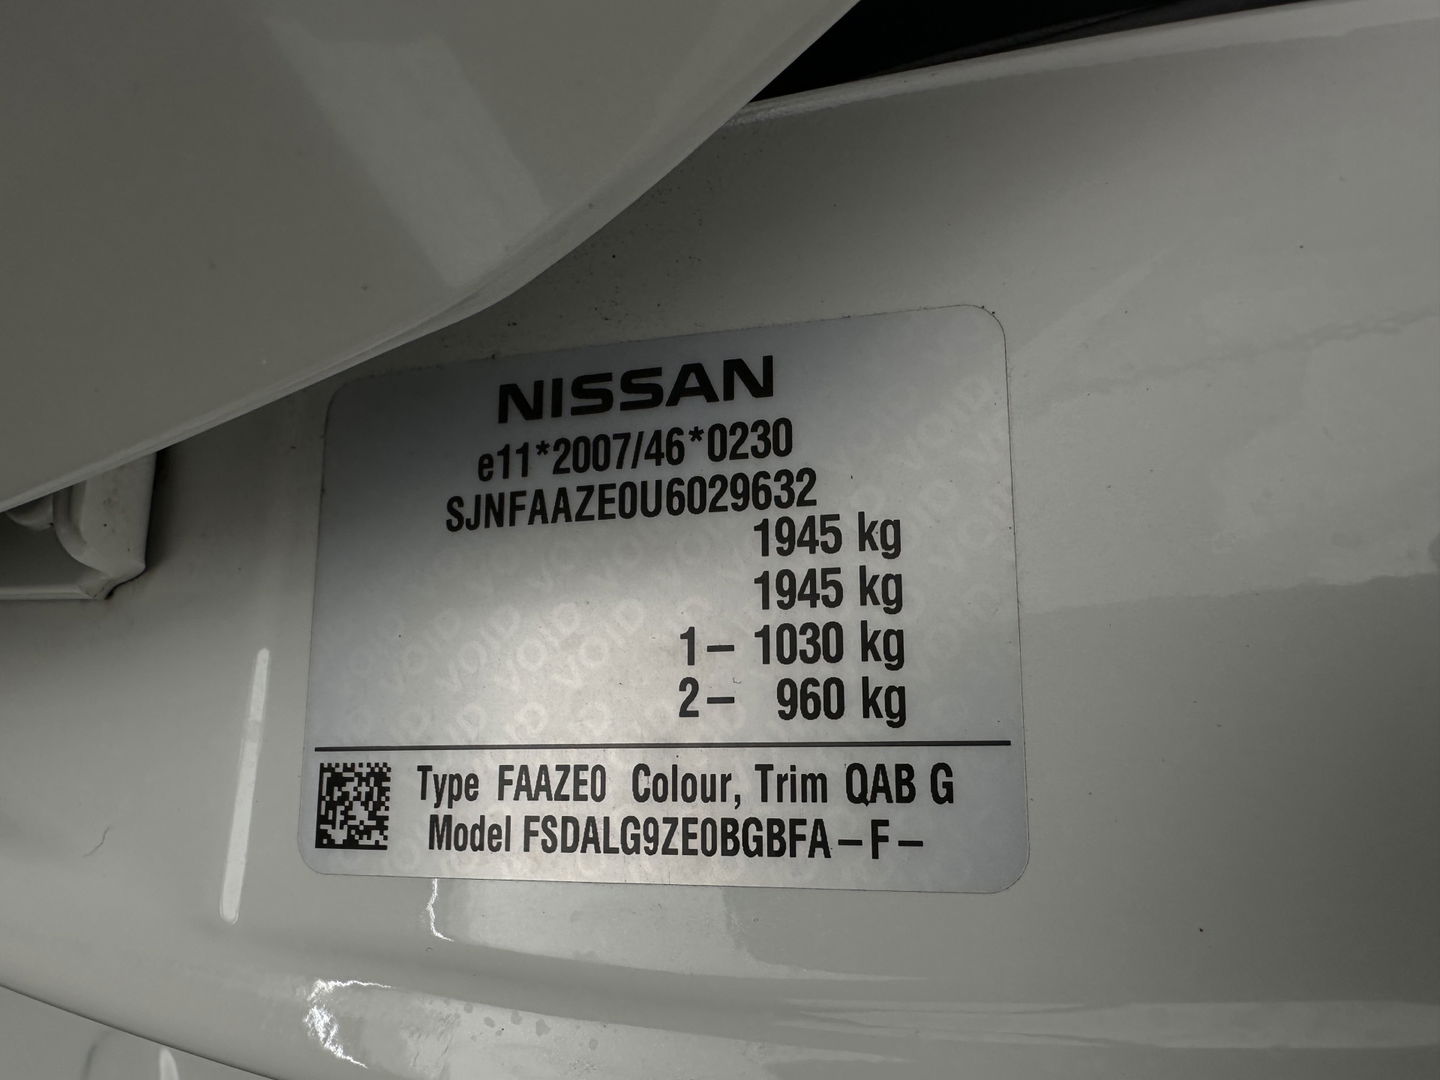 NISSAN
e11*2007/46*0230
SJNFAAZE0U6029632
1945 kg
1945 kg
1– 1030 kg
2– 960 kg
Type FAAZE0 Colour, Trim QAB G
Model FSDALG9ZE0BGBFA – F –